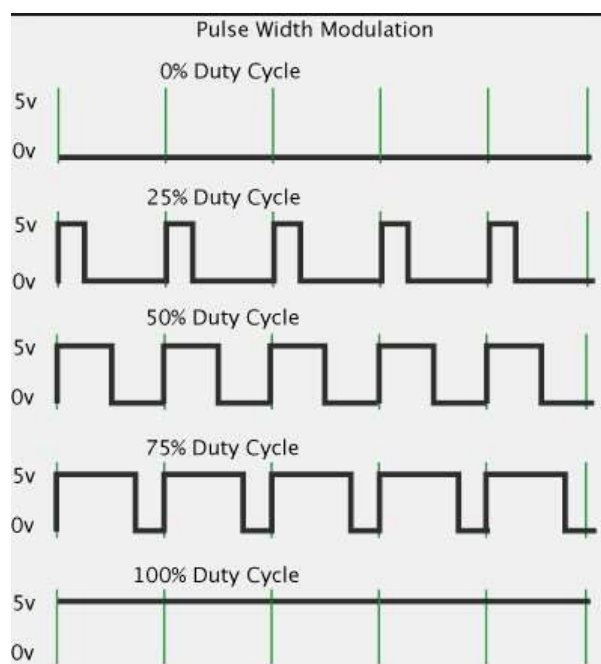 Pulse Width Modulation
0% Duty Cycle
5v
0v
25% Duty Cycle
5v
0v
50% Duty Cycle
5v
0v
75% Duty Cycle
5v
0v
100% Duty Cycle
5v
0v